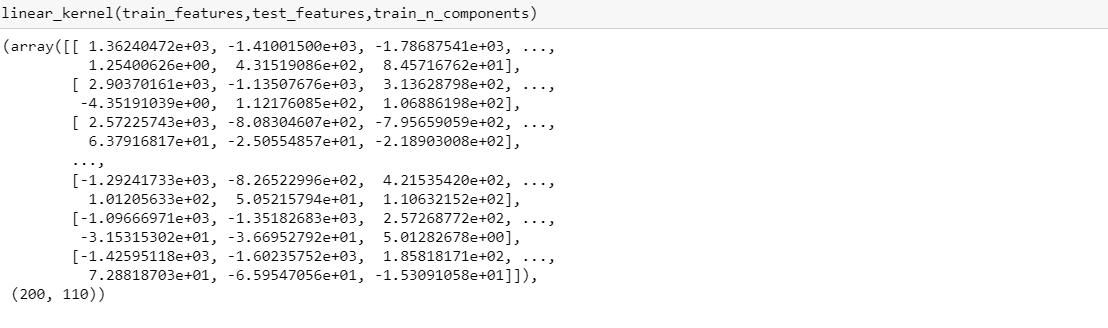 linear_kernel(train_features,test_features,train_n_components)
(array([[ 1.36240472e+03, -1.41001500e+03, -1.78687541e+03, ...,
          1.25400626e+00,  4.31519086e+02,  8.45716762e+01],
        [ 2.90370161e+03, -1.13507676e+03,  3.13628798e+02, ...,
         -4.35191039e+00,  1.12176085e+02,  1.06886198e+02],
        [ 2.57225743e+03, -8.08304607e+02, -7.95659059e+02, ...,
          6.37916817e+01, -2.50554857e+01, -2.18903008e+02],
        ...,
        [-1.29241733e+03, -8.26522996e+02,  4.21535420e+02, ...,
          1.01205633e+02,  5.05215794e+01,  1.10632152e+02],
        [-1.09666971e+03, -1.35182683e+03,  2.57268772e+02, ...,
         -3.15315302e+01, -3.66952792e+01,  5.01282678e+00],
        [-1.42595118e+03, -1.60235752e+03,  1.85818171e+02, ...,
          7.28818703e+01, -6.59547056e+01, -1.53091058e+01]]),
 (200, 110))